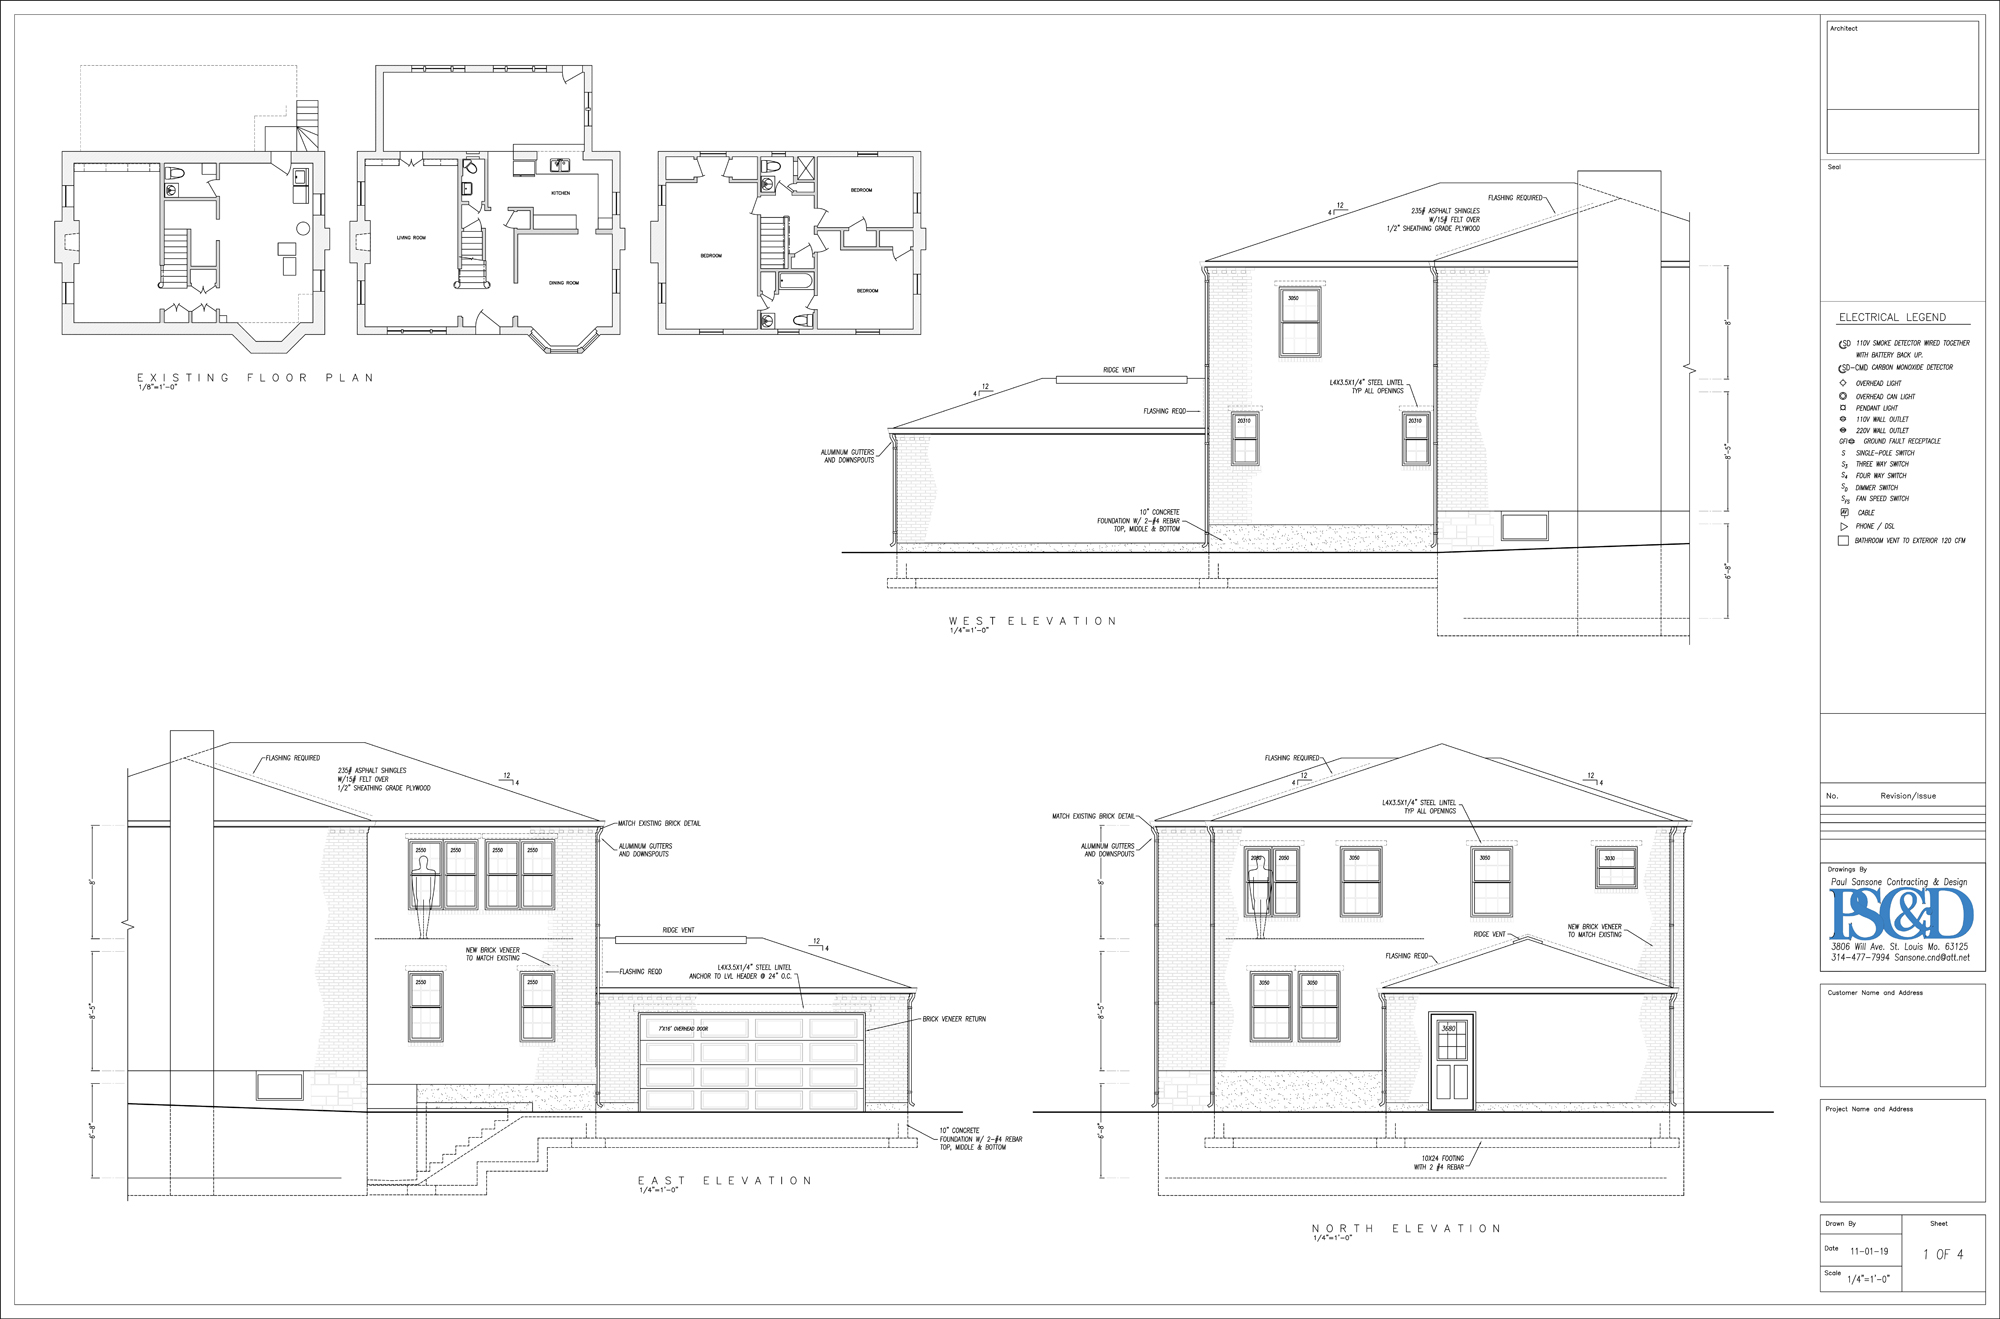 LIVING ROOM
KITCHEN
DINING ROOM
BEDROOM
BEDROOM
BEDROOM
EXISTING FLOOR PLAN
1/8"=1'-0"
12
4
235# ASPHALT SHINGLES
W/15# FELT OVER
1/2" SHEATHING GRADE PLYWOOD
FLASHING REQUIRED
3050
8'
RIDGE VENT
12
4
FLASHING REQD
L4X3.5X1/4" STEEL LINTEL
TYP ALL OPENINGS
20310
20310
8'-5"
ALUMINUM GUTTERS
AND DOWNSPOUTS
10" CONCRETE
FOUNDATION W/ 2-#4 REBAR
TOP, MIDDLE & BOTTOM
6'-8"
WEST ELEVATION
1/4"=1'-0"
FLASHING REQUIRED
235# ASPHALT SHINGLES
W/15# FELT OVER
1/2" SHEATHING GRADE PLYWOOD
12
4
MATCH EXISTING BRICK DETAIL
ALUMINUM GUTTERS
AND DOWNSPOUTS
2550
2550
2550
2550
8'
RIDGE VENT
12
4
NEW BRICK VENEER
TO MATCH EXISTING
FLASHING REQD
L4X3.5X1/4" STEEL LINTEL
ANCHOR TO LVL HEADER @ 24" O.C.
2550
2550
8'-5"
7'X16' OVERHEAD DOOR
BRICK VENEER RETURN
6'-8"
10" CONCRETE
FOUNDATION W/ 2-#4 REBAR
TOP, MIDDLE & BOTTOM
EAST ELEVATION
1/4"=1'-0"
FLASHING REQUIRED
12
4
12
4
L4X3.5X1/4" STEEL LINTEL
TYP ALL OPENINGS
MATCH EXISTING BRICK DETAIL
ALUMINUM GUTTERS
AND DOWNSPOUTS
2050
2050
3050
3050
3030
8'
NEW BRICK VENEER
TO MATCH EXISTING
RIDGE VENT
FLASHING REQD
3050
3050
8'-5"
3680
6'-8"
10X24 FOOTING
WITH 2 #4 REBAR
NORTH ELEVATION
1/4"=1'-0"
Architect
Seal
ELECTRICAL LEGEND
SD 110V SMOKE DETECTOR WIRED TOGETHER
WITH BATTERY BACK UP.
SD-CMD CARBON MONOXIDE DETECTOR
OVERHEAD LIGHT
OVERHEAD CAN LIGHT
PENDANT LIGHT
110V WALL OUTLET
220V WALL OUTLET
GFI GROUND FAULT RECEPTACLE
S SINGLE-POLE SWITCH
S3 THREE WAY SWITCH
S4 FOUR WAY SWITCH
SD DIMMER SWITCH
SFS FAN SPEED SWITCH
CABLE
PHONE / DSL
BATHROOM VENT TO EXTERIOR 120 CFM
No. Revision/Issue
Drawings By
Paul Sansone Contracting & Design
PSC&D
3806 Will Ave. St. Louis Mo. 63125
314-477-7994 Sansone.cnd@att.net
Customer Name and Address
Project Name and Address
Drawn By
Sheet
Date 11-01-19
1 OF 4
Scale 1/4"=1'-0"